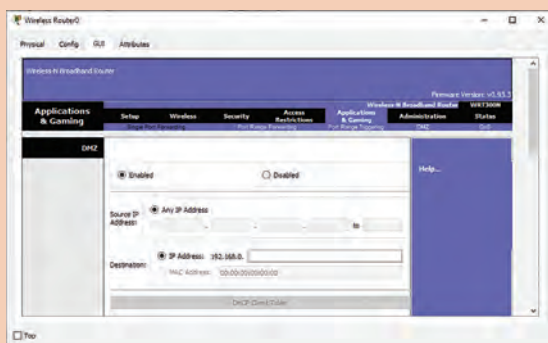 Wireless Router0
Physical Config GUI Attributes
Wireless-N Broadband Router
Firmware Version: v0.93.3
Wireless-N Broadband Router WRT300N
Applications & Gaming
Setup Wireless Security Access Restrictions Applications & Gaming Administration Status
Single Port Forwarding Port Range Forwarding Port Range Triggering DMZ QoS
DMZ
Enabled Disabled
Help...
Source IP Address: Any IP Address
. . . to
Destination: IP Address: 192.168.0.
MAC Address: 00:00:00:00:00:00
DHCP Client Table
Top